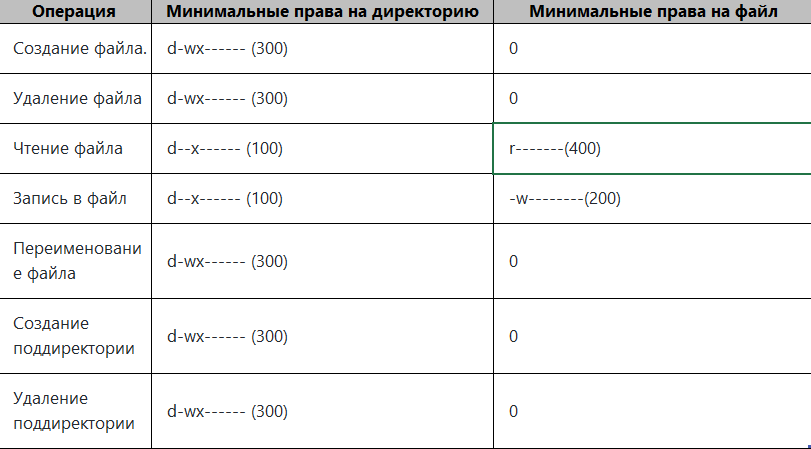 Операция Минимальные права на директорию Минимальные права на файл
Создание файла. d-wx------ (300) 0
Удаление файла d-wx------ (300) 0
Чтение файла d--x------ (100) r-------(400)
Запись в файл d--x------ (100) -w--------(200)
Переименовани
е файла d-wx------ (300) 0
Создание
поддиректории d-wx------ (300) 0
Удаление
поддиректории d-wx------ (300) 0